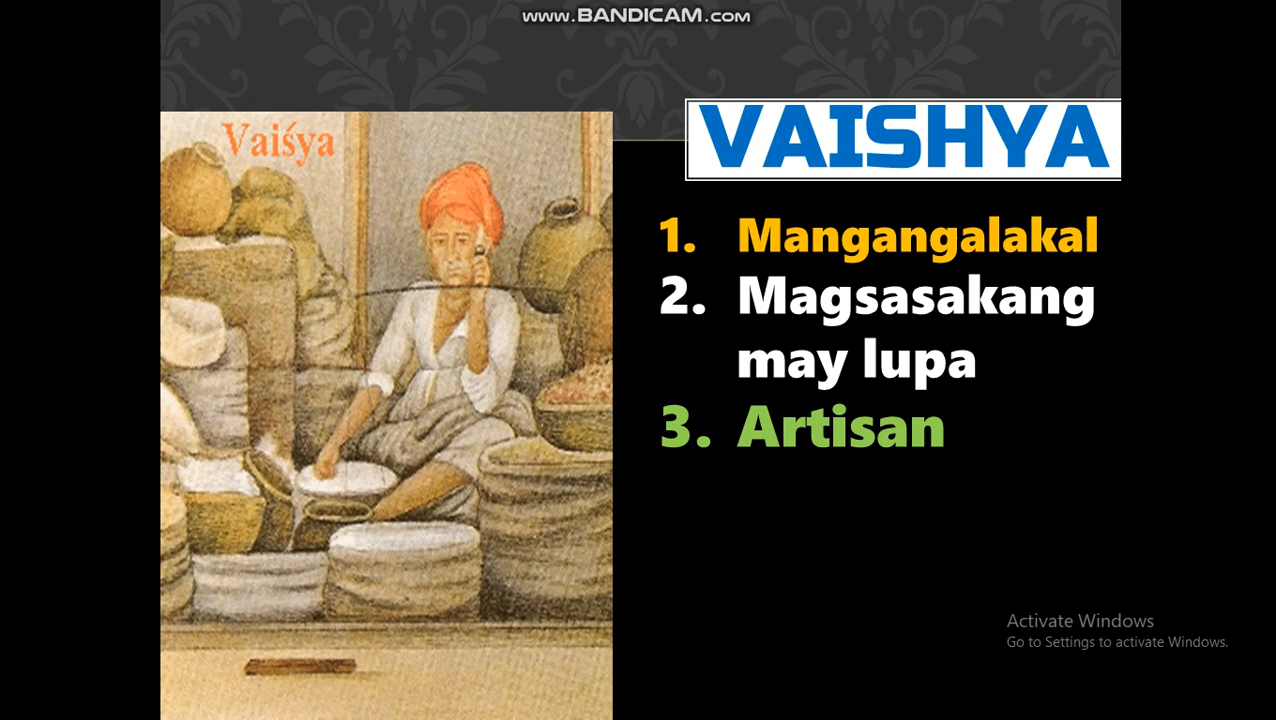 www.BANDICAM.com
Vaiśya
VAISHYA
1. Mangangalakal
2. Magsasakang
may lupa
3. Artisan
Activate Windows
Go to Settings to activate Windows.